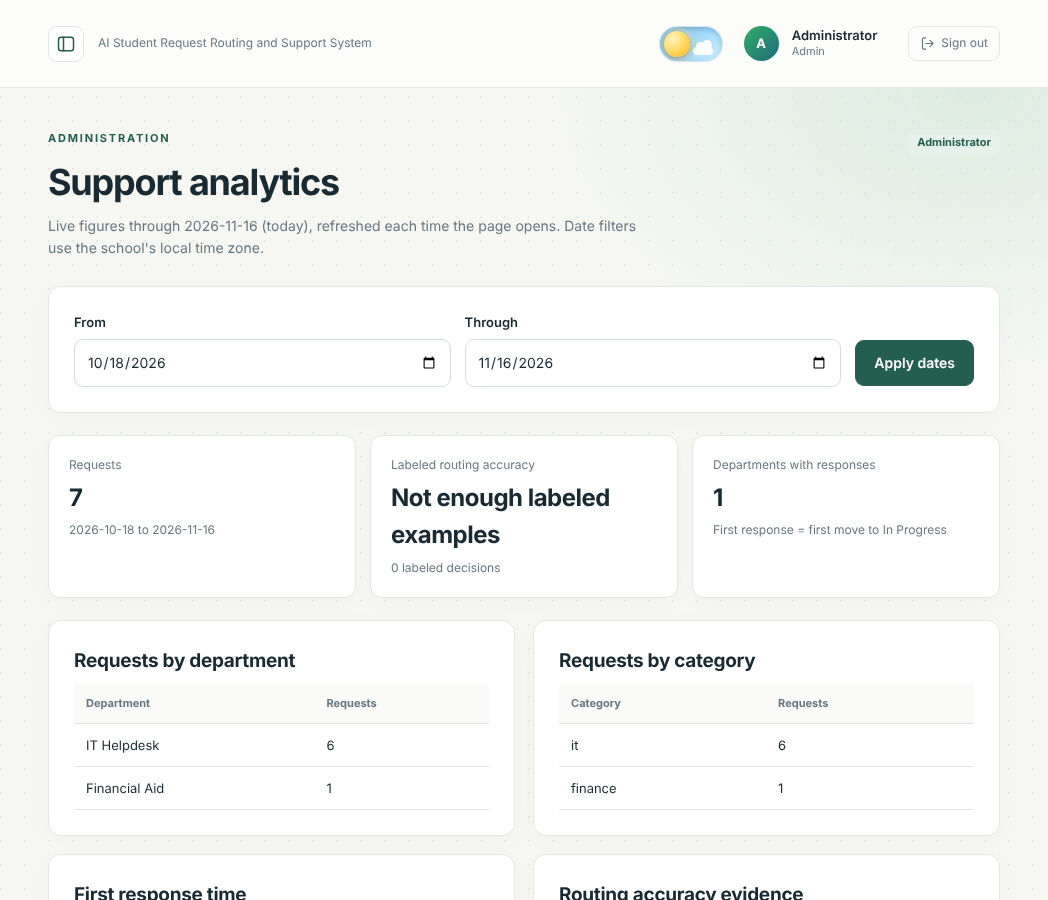 AI Student Request Routing and Support System
A
Administrator
Admin
Sign out
ADMINISTRATION
Administrator
Support analytics
Live figures through 2026-11-16 (today), refreshed each time the page opens. Date filters
use the school's local time zone.
From
Through
10/18/2026
11/16/2026
Apply dates
Requests
7
2026-10-18 to 2026-11-16
Labeled routing accuracy
Not enough labeled
examples
0 labeled decisions
Departments with responses
1
First response = first move to In Progress
Requests by department
Department Requests
IT Helpdesk 6
Financial Aid 1
Requests by category
Category Requests
it 6
finance 1
First response time
Routing accuracy evidence